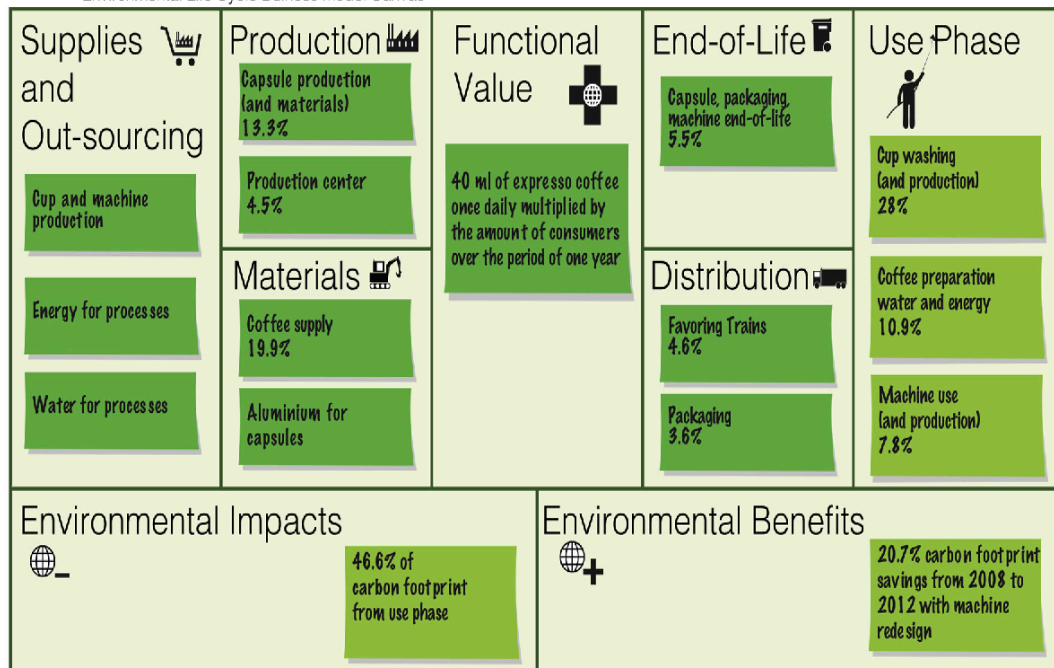 Environmental Life Cycle Business Model Canvas
Supplies
and
Out-sourcing
Cup and machine
production
Energy for processes
Water for processes
Production
Capsule production
(and materials)
13.3%
Production center
4.5%
Materials
Coffee supply
19.9%
Aluminium for
capsules
Functional
Value
40 ml of expresso coffee
once daily multiplied by
the amount of consumers
over the period of one year
End-of-Life
Capsule, packaging,
machine end-of-life
5.5%
Distribution
Favoring Trains
4.6%
Packaging
3.6%
Use Phase
Cup washing
(and production)
28%
Coffee preparation
water and energy
10.9%
Machine use
(and production)
7.8%
Environmental Impacts
46.6% of
carbon footprint
from use phase
Environmental Benefits
20.7% carbon footprint
savings from 2008 to
2012 with machine
redesign